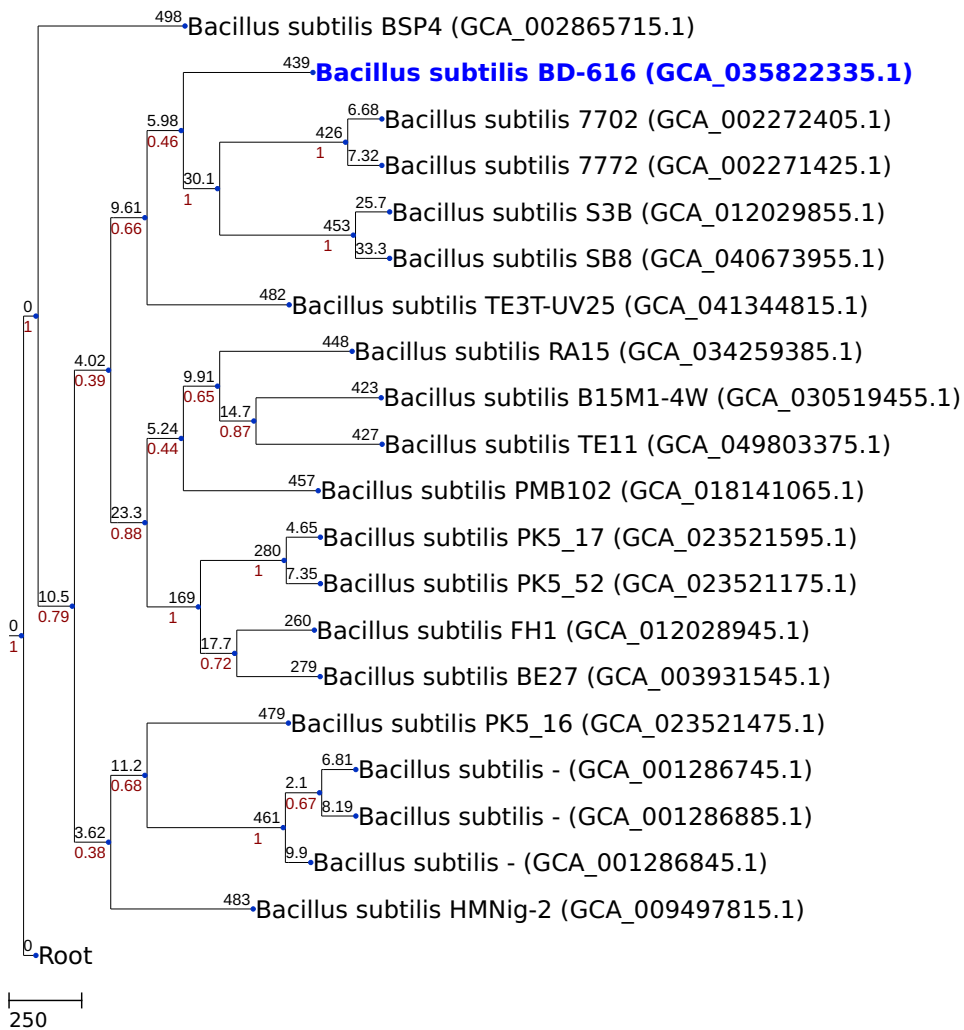 498 Bacillus subtilis BSP4 (GCA_002865715.1)
439 Bacillus subtilis BD-616 (GCA_035822335.1)
6.68 Bacillus subtilis 7702 (GCA_002272405.1)
5.98
0.46
426
1
7.32 Bacillus subtilis 7772 (GCA_002271425.1)
30.1
1
25.7 Bacillus subtilis S3B (GCA_012029855.1)
9.61
0.66
453
1
33.3 Bacillus subtilis SB8 (GCA_040673955.1)
482 Bacillus subtilis TE3T-UV25 (GCA_041344815.1)
0
1
448 Bacillus subtilis RA15 (GCA_034259385.1)
4.02
0.39
9.91
0.65
423 Bacillus subtilis B15M1-4W (GCA_030519455.1)
14.7
0.87
5.24
0.44
427 Bacillus subtilis TE11 (GCA_049803375.1)
457 Bacillus subtilis PMB102 (GCA_018141065.1)
23.3
0.88
4.65 Bacillus subtilis PK5_17 (GCA_023521595.1)
280
1
7.35 Bacillus subtilis PK5_52 (GCA_023521175.1)
10.5
0.79
169
1
260 Bacillus subtilis FH1 (GCA_012028945.1)
0
1
17.7
0.72
279 Bacillus subtilis BE27 (GCA_003931545.1)
479 Bacillus subtilis PK5_16 (GCA_023521475.1)
11.2
0.68
6.81 Bacillus subtilis - (GCA_001286745.1)
2.1
0.67
8.19 Bacillus subtilis - (GCA_001286885.1)
461
1
3.62
0.38
9.9 Bacillus subtilis - (GCA_001286845.1)
483 Bacillus subtilis HMNig-2 (GCA_009497815.1)
0 Root
250